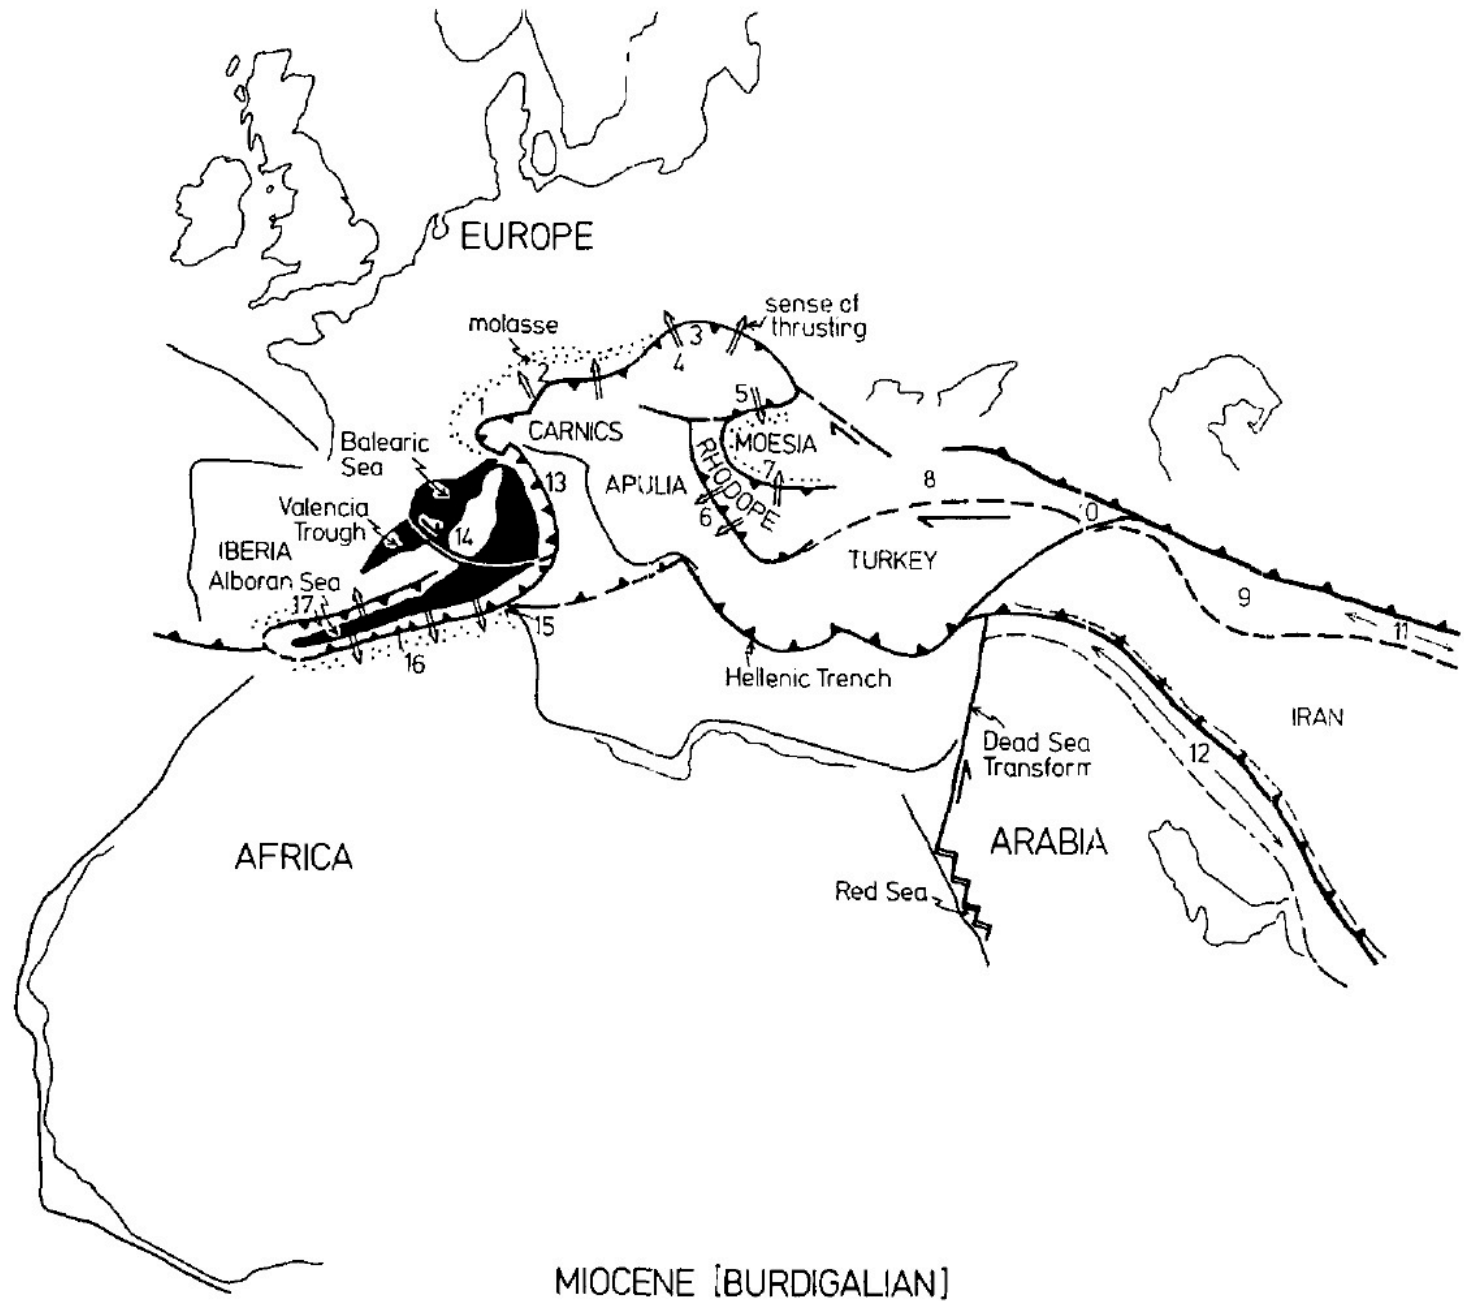 EUROPE
sense of
thrusting
molasse
3
4
2
5
1
CARNICS
MOESIA
Balearic
Sea
RHODOPE
7
13
APULIA
8
Valencia
Trough
6
0
14
IBERIA
TURKEY
Alboran Sea
17
9
15
11
16
Hellenic Trench
IRAN
Dead Sea
Transform
12
ARABIA
AFRICA
Red Sea
MIOCENE [BURDIGALIAN]